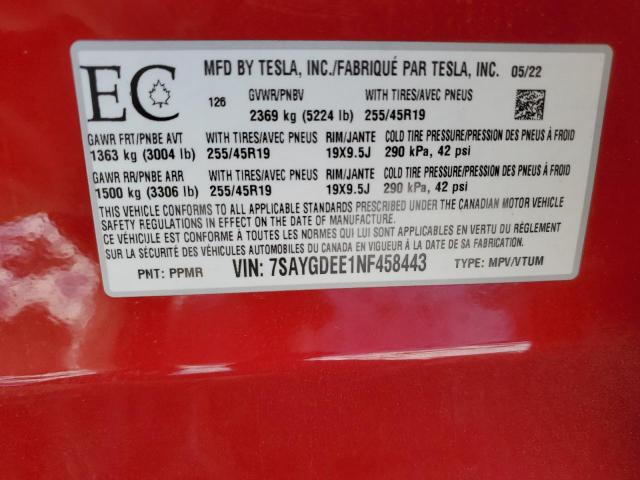 EC
MFD BY TESLA, INC./FABRIQUÉ PAR TESLA, INC. 05/22
126 GVWR/PNBV WITH TIRES/AVEC PNEUS
2369 kg (5224 lb) 255/45R19
GAWR FRT/PNBE AVT WITH TIRES/AVEC PNEUS RIM/JANTE COLD TIRE PRESSURE/PRESSION DES PNEUS À FROID
1363 kg (3004 lb) 255/45R19 19X9.5J 290 kPa, 42 psi
GAWR RR/PNBE ARR WITH TIRES/AVEC PNEUS RIM/JANTE COLD TIRE PRESSURE/PRESSION DES PNEUS À FROID
1500 kg (3306 lb) 255/45R19 19X9.5J 290 kPa, 42 psi
THIS VEHICLE CONFORMS TO ALL APPLICABLE STANDARDS PRESCRIBED UNDER THE CANADIAN MOTOR VEHICLE
SAFETY REGULATIONS IN EFFECT ON THE DATE OF MANUFACTURE.
CE VÉHICULE EST CONFORME À TOUTES LES NORMES QUI LUI SONT APPLICABLES EN VERTU DU RÈGLEMENT
SUR LA SÉCURITÉ DES VÉHICULES AUTOMOBILES DU CANADA EN VIGUEUR À LA DATE DE SA FABRICATION.
PNT: PPMR VIN: 7SAYGDEE1NF458443 TYPE: MPV/VTUM